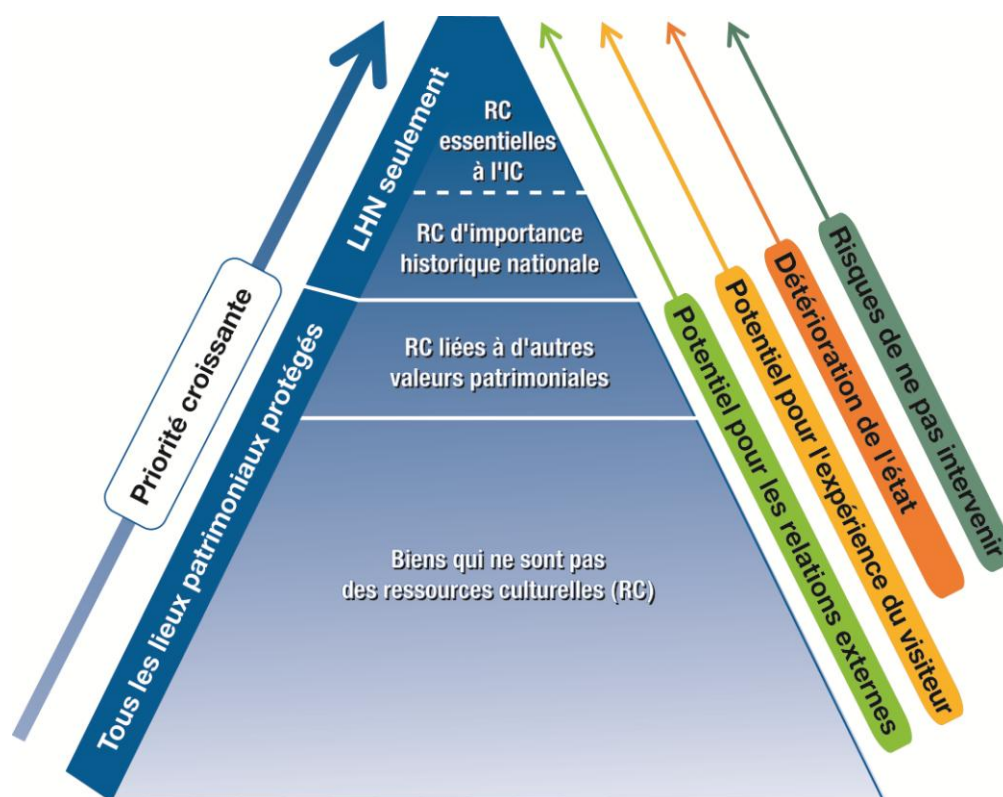 Priorité croissante
LHN seulement
Tous les lieux patrimoniaux protégés
RC
essentielles
à l'IC
RC d'importance
historique nationale
RC liées à d'autres
valeurs patrimoniales
Biens qui ne sont pas
des ressources culturelles (RC)
Potentiel pour les relations externes
Potentiel pour l'expérience du visiteur
Détérioration de l'état
Risques de ne pas intervenir